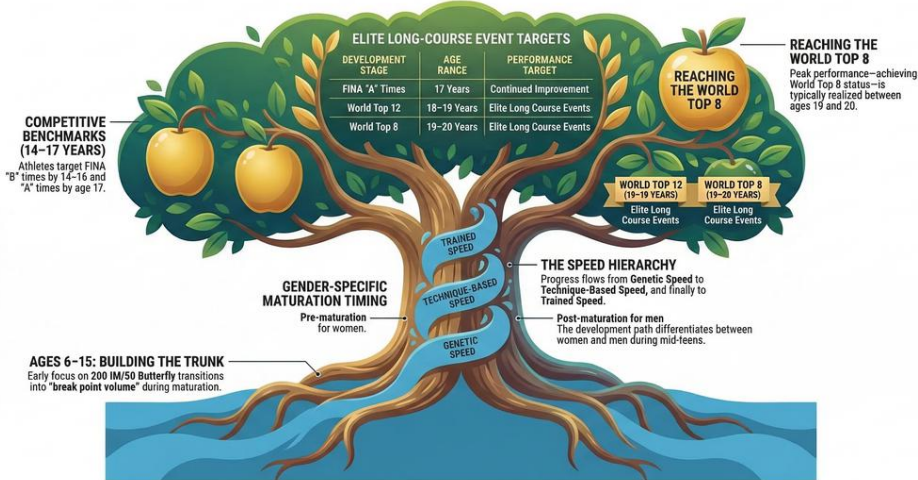 ELITE LONG-COURSE EVENT TARGETS
DEVELOPMENT STAGE
AGE RANGE
PERFORMANCE TARGET
FINA "A" Times
17 Years
Continued Improvement
World Top 12
18–19 Years
Elite Long Course Events
World Top 8
19–20 Years
Elite Long Course Events
REACHING
THE WORLD
TOP 8
REACHING THE
WORLD TOP 8
Peak performance—achieving
World Top 8 status—is
typically realized between
ages 19 and 20.
COMPETITIVE
BENCHMARKS
(14–17 YEARS)
Athletes target FINA
"B" times by 14–16 and
"A" times by age 17.
WORLD TOP 12
(19–19 YEARS)
Elite Long
Course Events
WORLD TOP 8
(19–20 YEARS)
Elite Long
Course Events
TRAINED
SPEED
TECHNIQUE-BASED
SPEED
GENETIC
SPEED
THE SPEED HIERARCHY
Progress flows from Genetic Speed to
Technique-Based Speed, and finally to
Trained Speed.
GENDER-SPECIFIC
MATURATION TIMING
Pre-maturation
for women.
Post-maturation for men
The development path differentiates between
women and men during mid-teens.
AGES 6–15: BUILDING THE TRUNK
Early focus on 200 IM/50 Butterfly transitions
into "break point volume" during maturation.